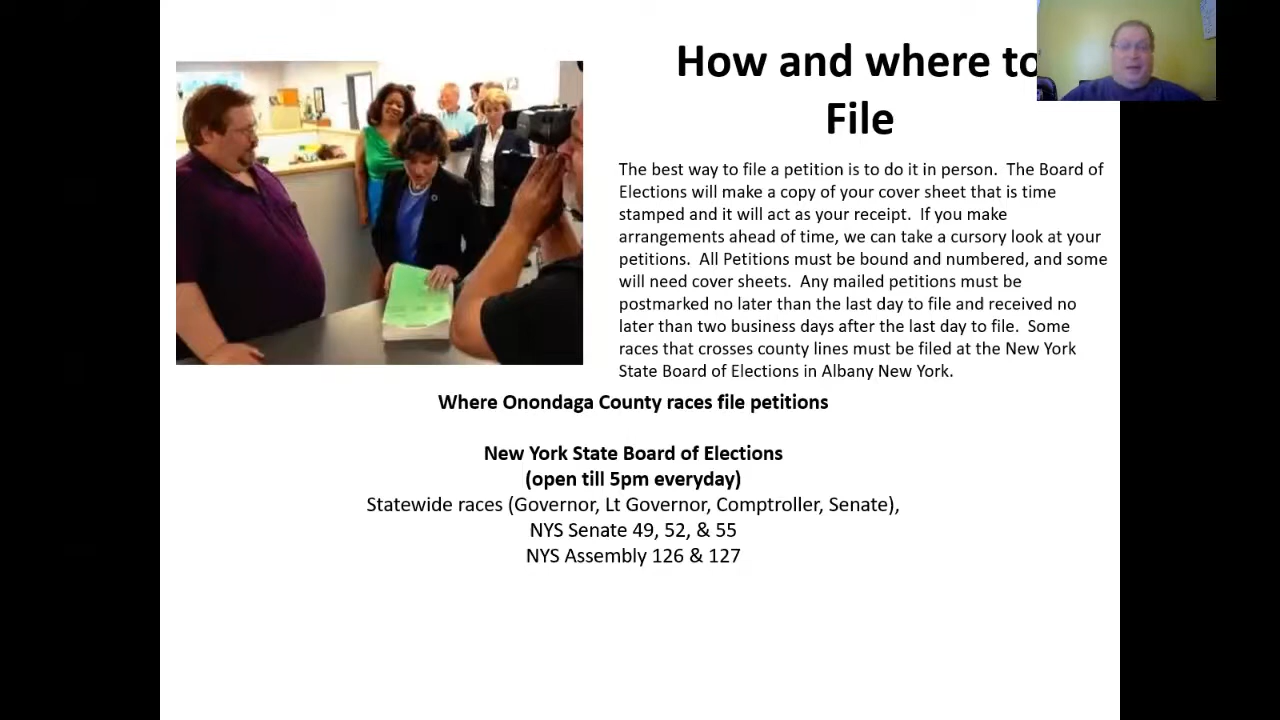 How and where to
File
The best way to file a petition is to do it in person. The Board of
Elections will make a copy of your cover sheet that is time
stamped and it will act as your receipt. If you make
arrangements ahead of time, we can take a cursory look at your
petitions. All Petitions must be bound and numbered, and some
will need cover sheets. Any mailed petitions must be
postmarked no later than the last day to file and received no
later than two business days after the last day to file. Some
races that crosses county lines must be filed at the New York
State Board of Elections in Albany New York.
Where Onondaga County races file petitions
New York State Board of Elections
(open till 5pm everyday)
Statewide races (Governor, Lt Governor, Comptroller, Senate),
NYS Senate 49, 52, & 55
NYS Assembly 126 & 127